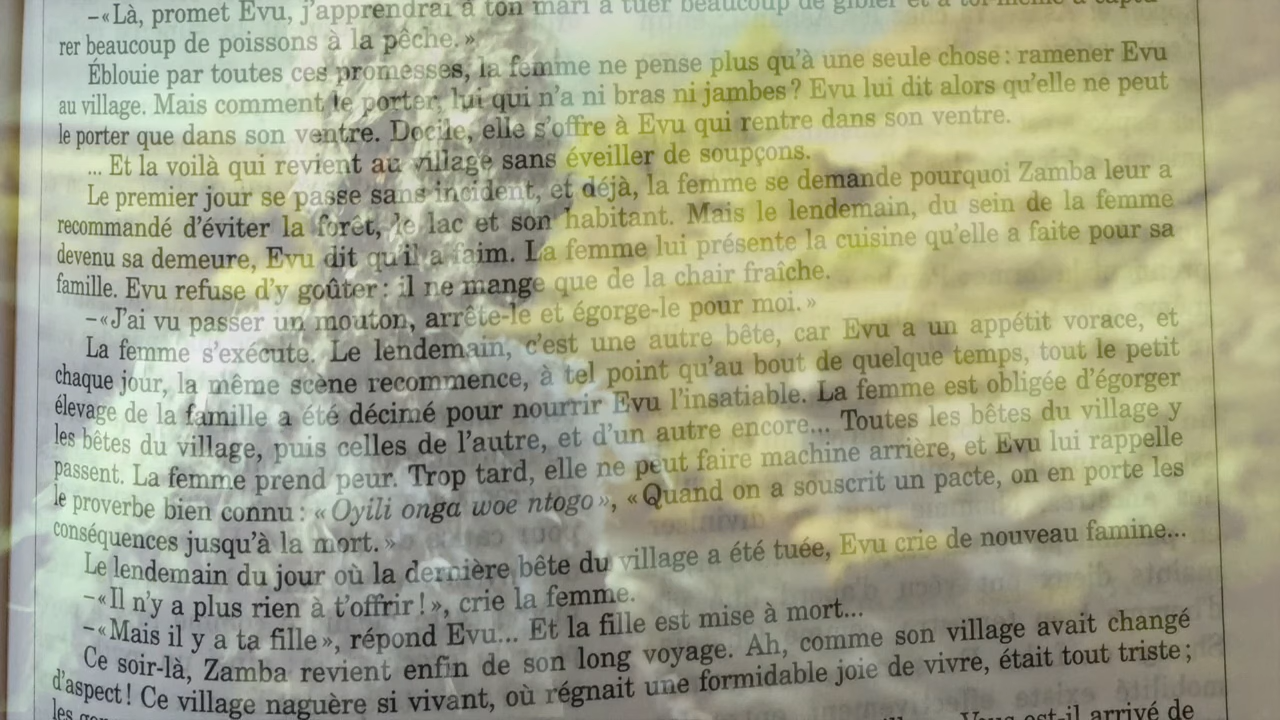 –«Là, promet Evu, j'apprendrai à ton mari à tuer beaucoup de gibier et à toi-même à captu-
rer beaucoup de poissons à la pêche.»
Éblouie par toutes ces promesses, la femme ne pense plus qu'à une seule chose: ramener Evu
au village. Mais comment le porter, lui qui n'a ni bras ni jambes? Evu lui dit alors qu'elle ne peut
le porter que dans son ventre. Docile, elle s'offre à Evu qui rentre dans son ventre.
... Et la voilà qui revient au village sans éveiller de soupçons.
Le premier jour se passe sans incident, et déjà, la femme se demande pourquoi Zamba leur a
recommandé d'éviter la forêt, le lac et son habitant. Mais le lendemain, du sein de la femme
devenu sa demeure, Evu dit qu'il a faim. La femme lui présente la cuisine qu'elle a faite pour sa
famille. Evu refuse d'y goûter: il ne mange que de la chair fraîche.
–«J'ai vu passer un mouton, arrête-le et égorge-le pour moi.»
La femme s'exécute. Le lendemain, c'est une autre bête, car Evu a un appétit vorace, et
chaque jour, la même scène recommence, à tel point qu'au bout de quelque temps, tout le petit
élevage de la famille a été décimé pour nourrir Evu l'insatiable. La femme est obligée d'égorger
les bêtes du village, puis celles de l'autre, et d'un autre encore... Toutes les bêtes du village y
passent. La femme prend peur. Trop tard, elle ne peut faire machine arrière, et Evu lui rappelle
le proverbe bien connu: «Oyili onga woe ntogo», «Quand on a souscrit un pacte, on en porte les
conséquences jusqu'à la mort.»
Le lendemain du jour où la dernière bête du village a été tuée, Evu crie de nouveau famine...
–«Il n'y a plus rien à t'offrir!», crie la femme.
–«Mais il y a ta fille», répond Evu... Et la fille est mise à mort...
Ce soir-là, Zamba revient enfin de son long voyage. Ah, comme son village avait changé
d'aspect! Ce village naguère si vivant, où régnait une formidable joie de vivre, était tout triste;
les est-il arrivé de